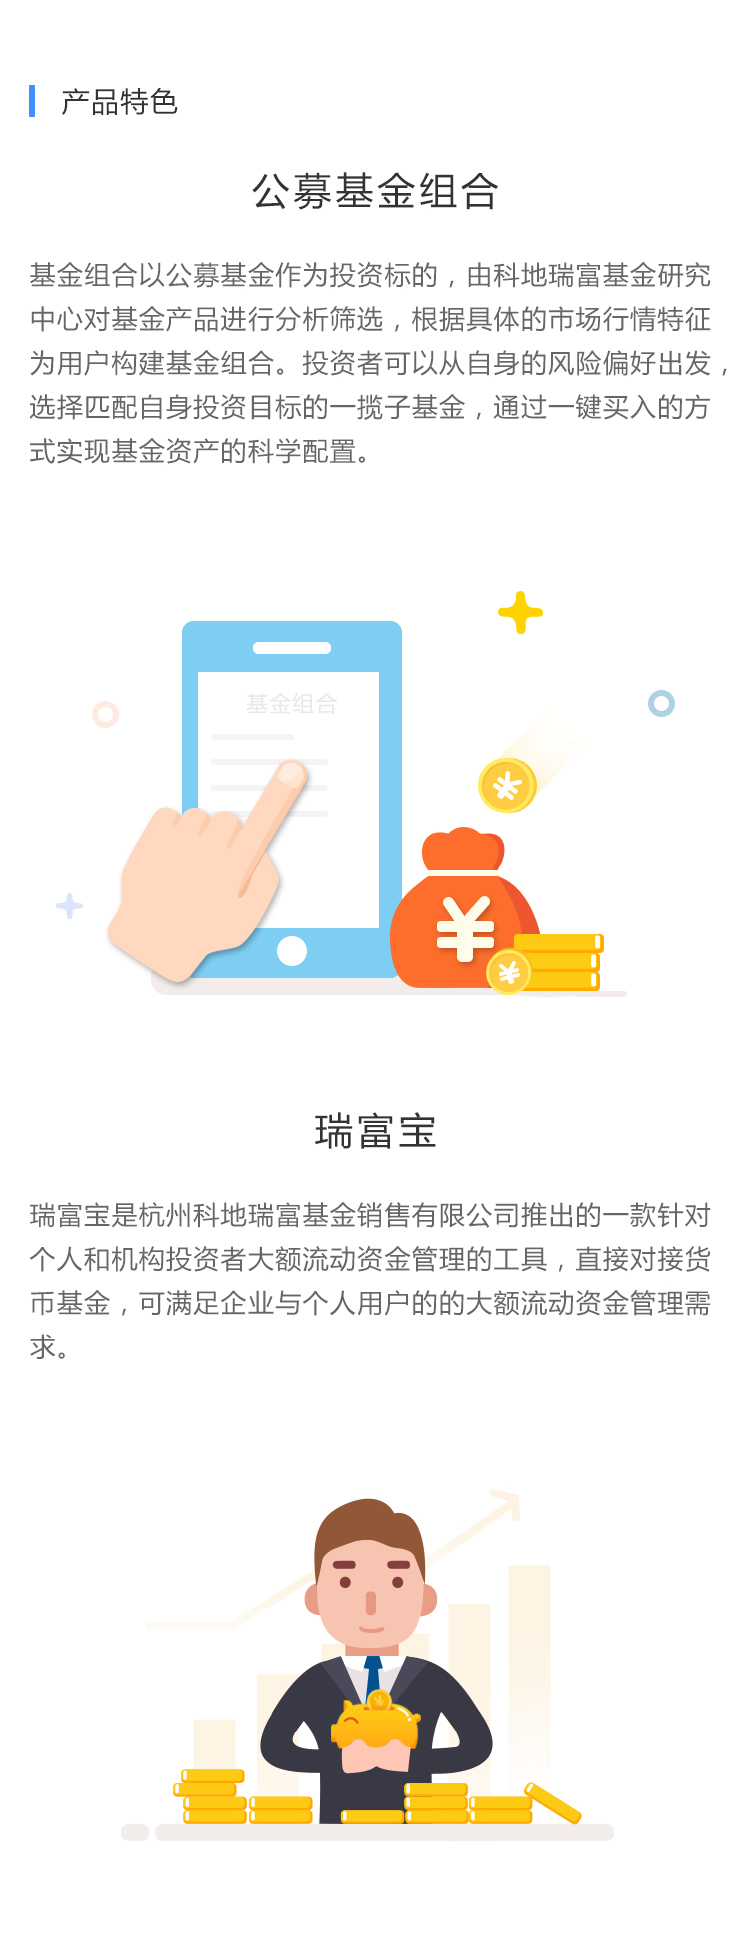 产品特色
公募基金组合
基金组合以公募基金作为投资标的，由科地瑞富基金研究
中心对基金产品进行分析筛选，根据具体的市场行情特征
为用户构建基金组合。投资者可以从自身的风险偏好出发，
选择匹配自身投资目标的一揽子基金，通过一键买入的方
式实现基金资产的科学配置。
基金组合
¥
¥
¥
瑞富宝
瑞富宝是杭州科地瑞富基金销售有限公司推出的一款针对
个人和机构投资者大额流动资金管理的工具，直接对接货
币基金，可满足企业与个人用户的的大额流动资金管理需
求。